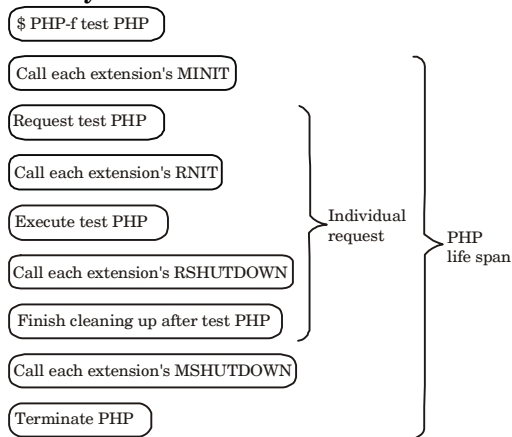 $ PHP-f test PHP
Call each extension's MINIT
Request test PHP
Call each extension's RNIT
Execute test PHP
Individual
request
PHP
life span
Call each extension's RSHUTDOWN
Finish cleaning up after test PHP
Call each extension's MSHUTDOWN
Terminate PHP